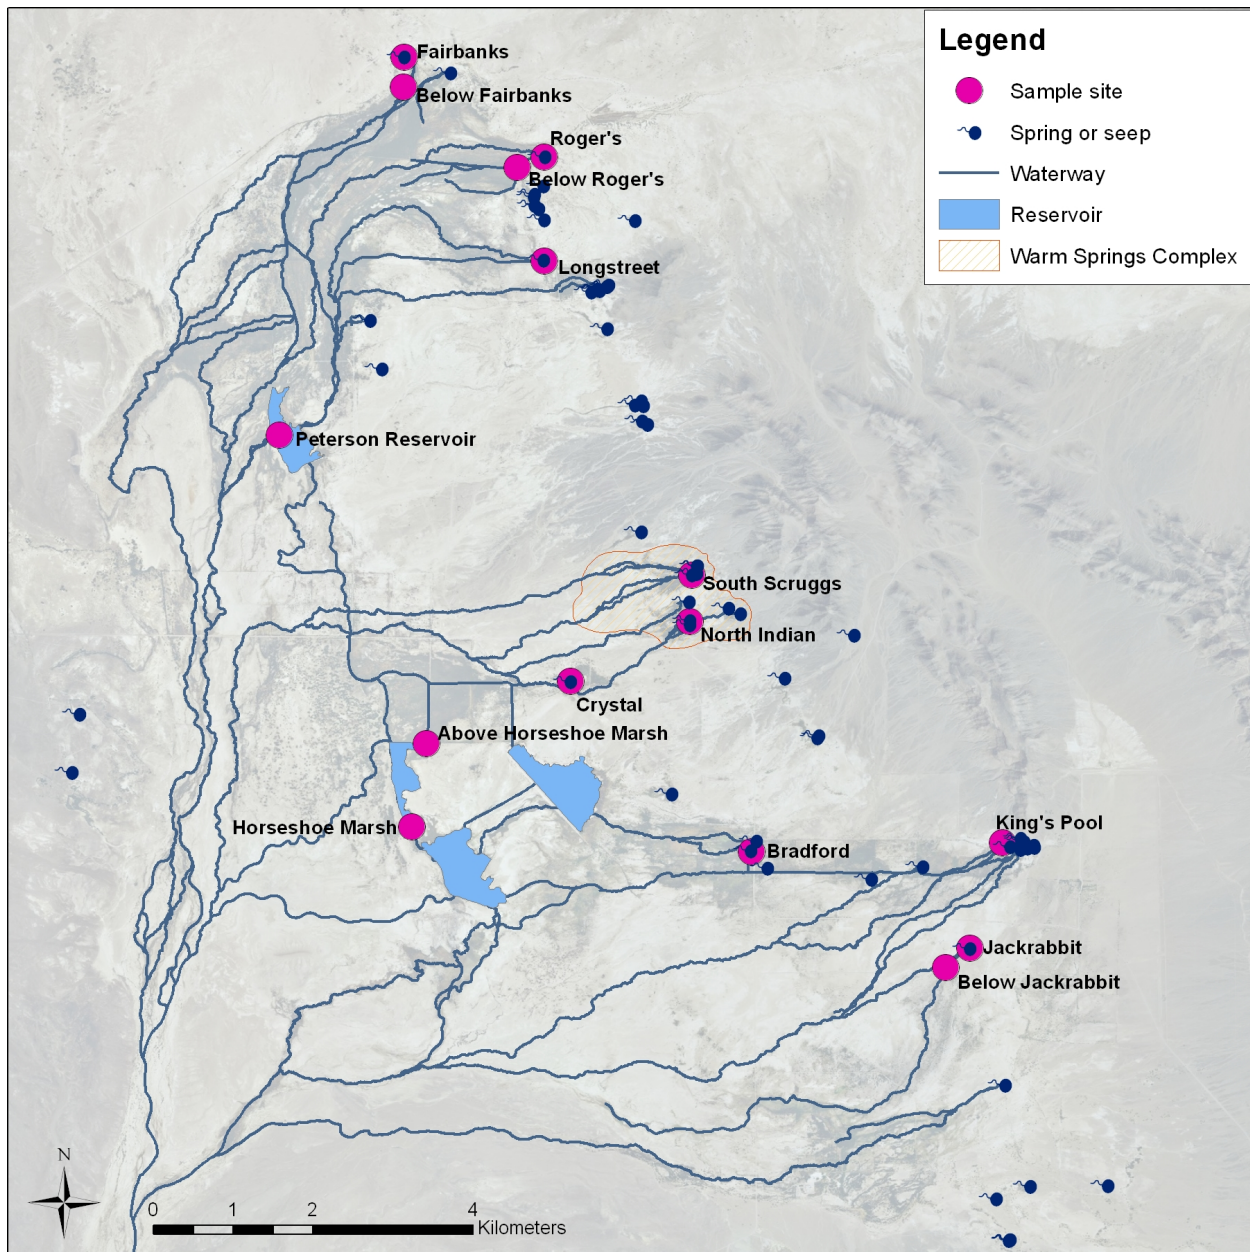 Legend
Sample site
Spring or seep
Waterway
Reservoir
Warm Springs Complex
Fairbanks
Below Fairbanks
Roger's
Below Roger's
Longstreet
Peterson Reservoir
South Scruggs
North Indian
Crystal
Above Horseshoe Marsh
Horseshoe Marsh
King's Pool
Bradford
Jackrabbit
Below Jackrabbit
N
0 1 2 4
Kilometers